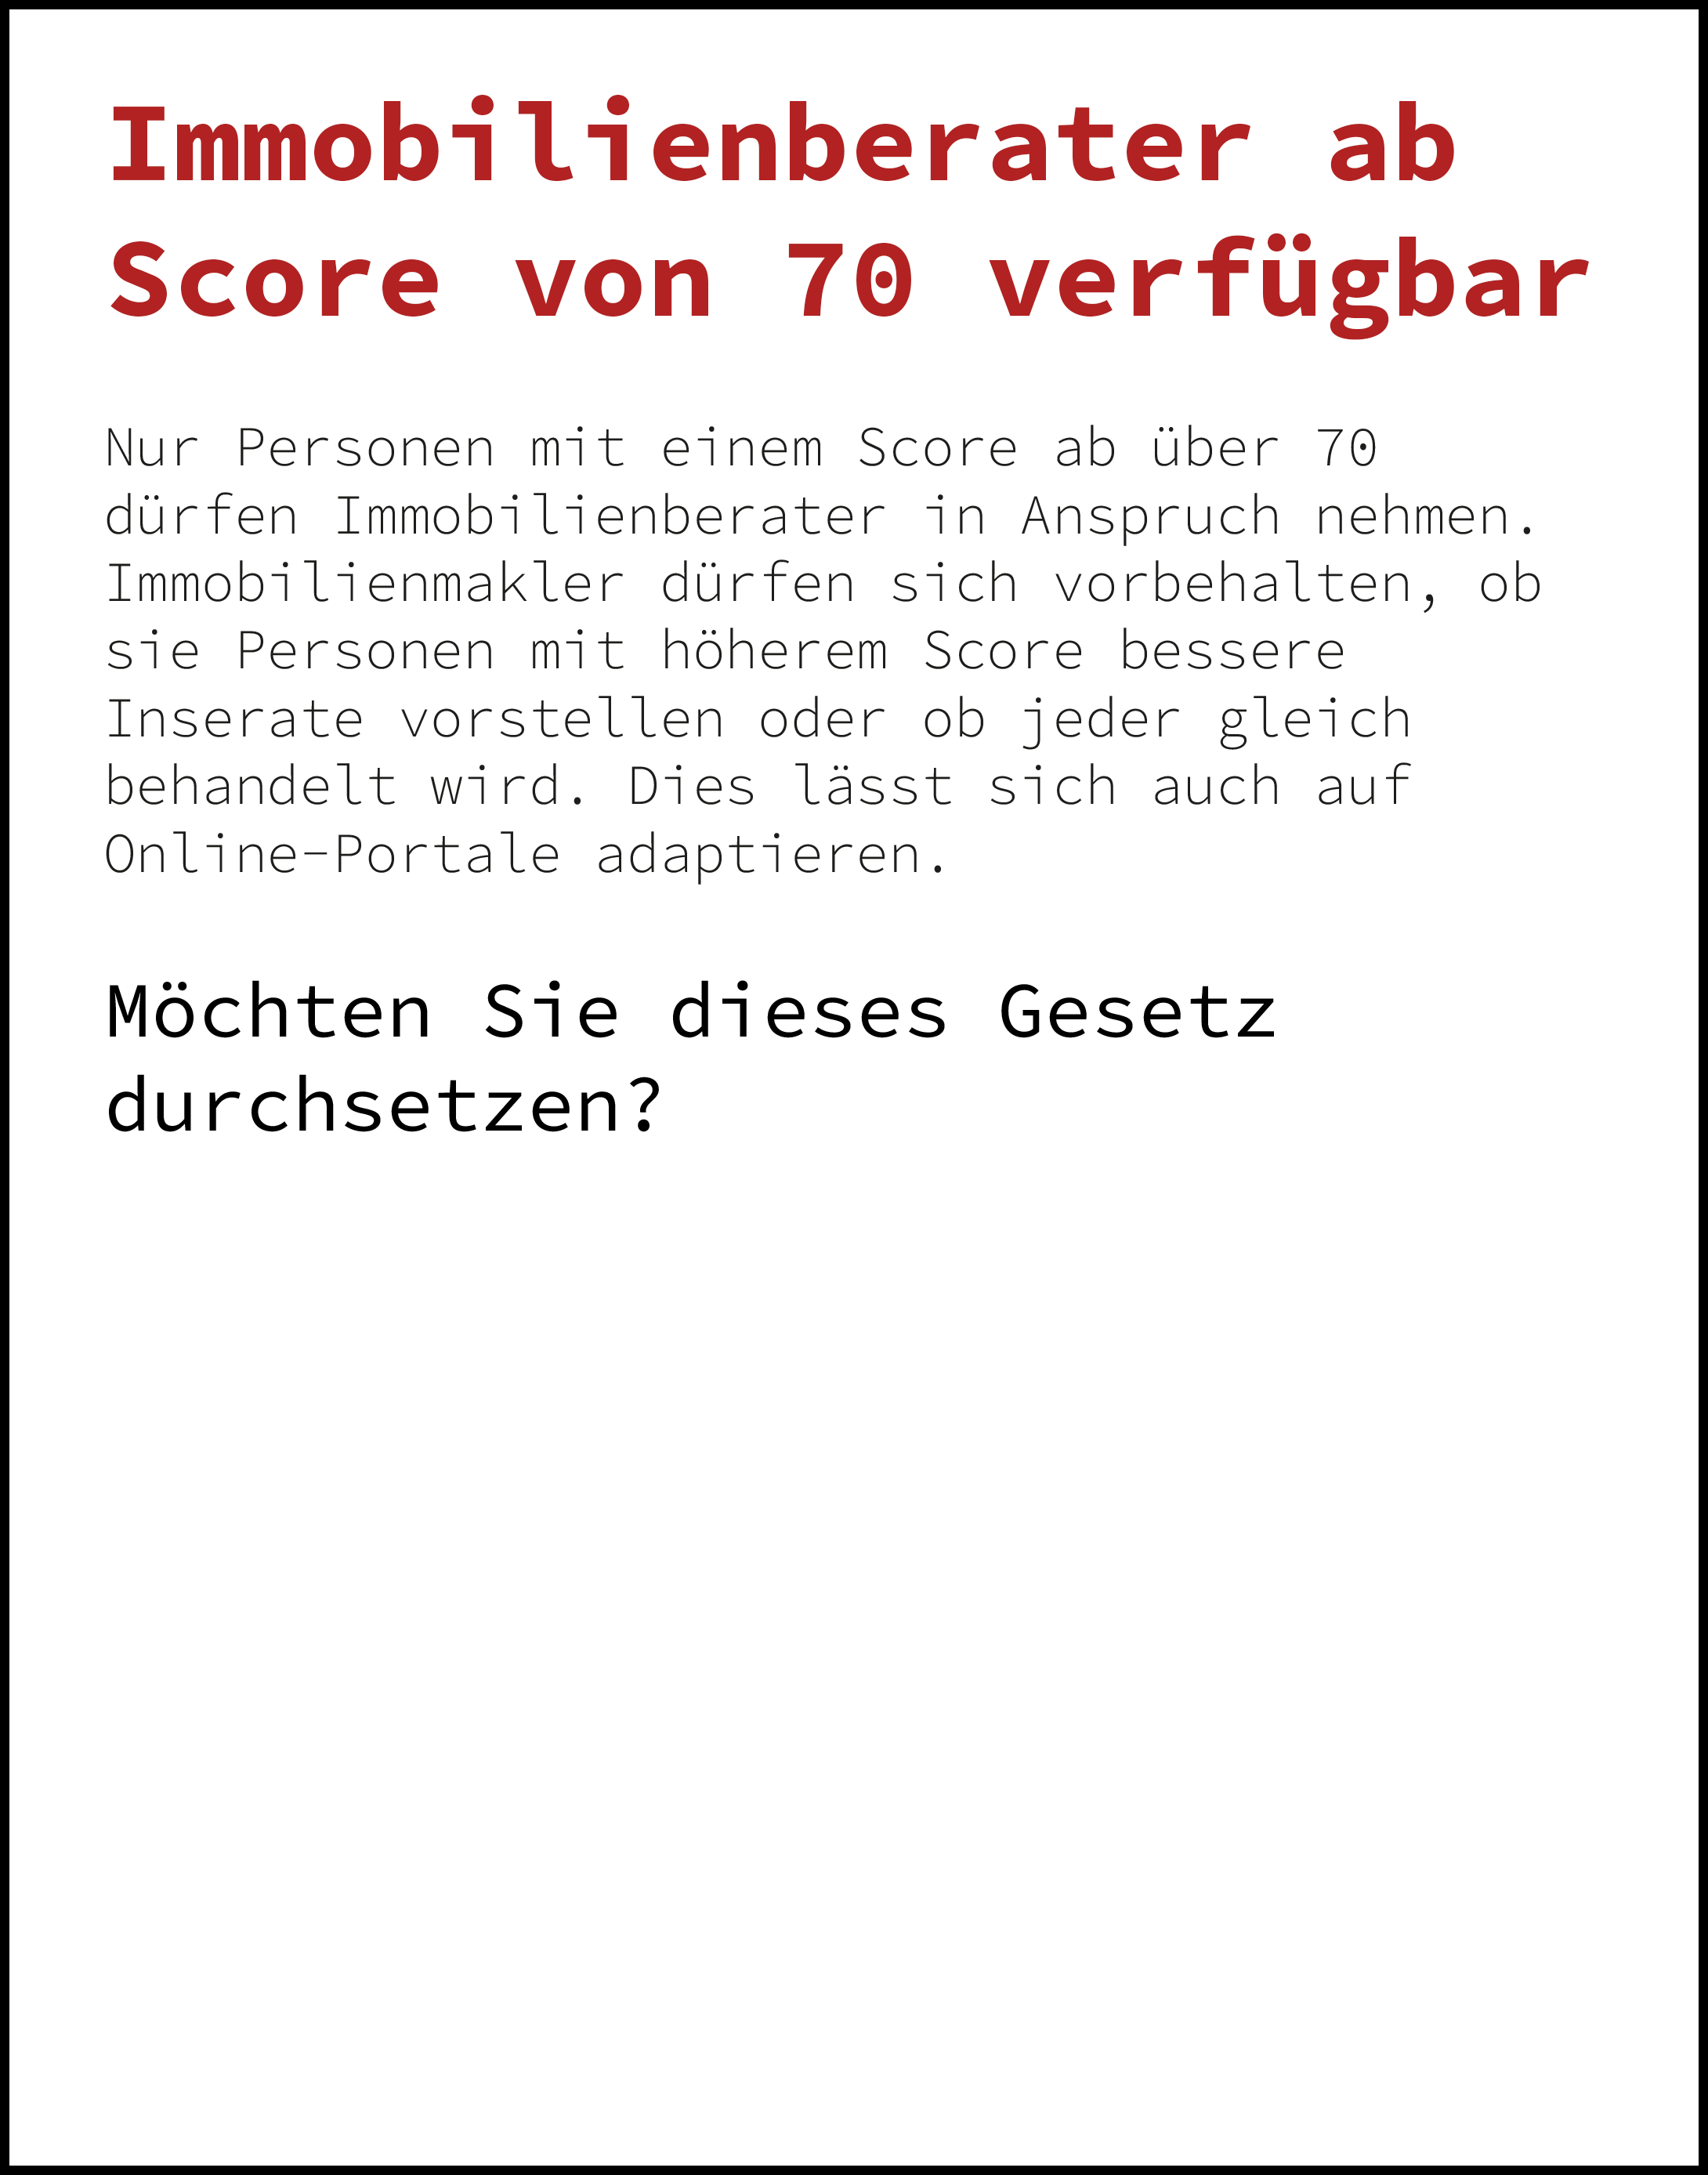 Immobilienberater ab
Score von 70 verfügbar
Nur Personen mit einem Score ab über 70
dürfen Immobilienberater in Anspruch nehmen.
Immobilienmakler dürfen sich vorbehalten, ob
sie Personen mit höherem Score bessere
Inserate vorstellen oder ob jeder gleich
behandelt wird. Dies lässt sich auch auf
Online-Portale adaptieren.
Möchten Sie dieses Gesetz
durchsetzen?